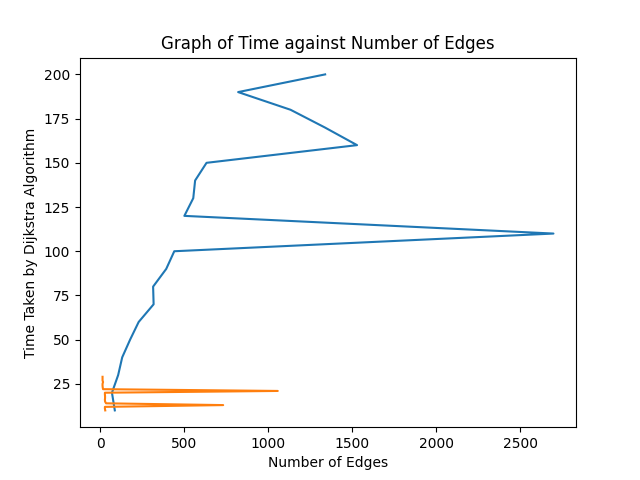 Graph of Time against Number of Edges
Time Taken by Dijkstra Algorithm
200
175
150
125
100
75
50
25
0 500 1000 1500 2000 2500
Number of Edges